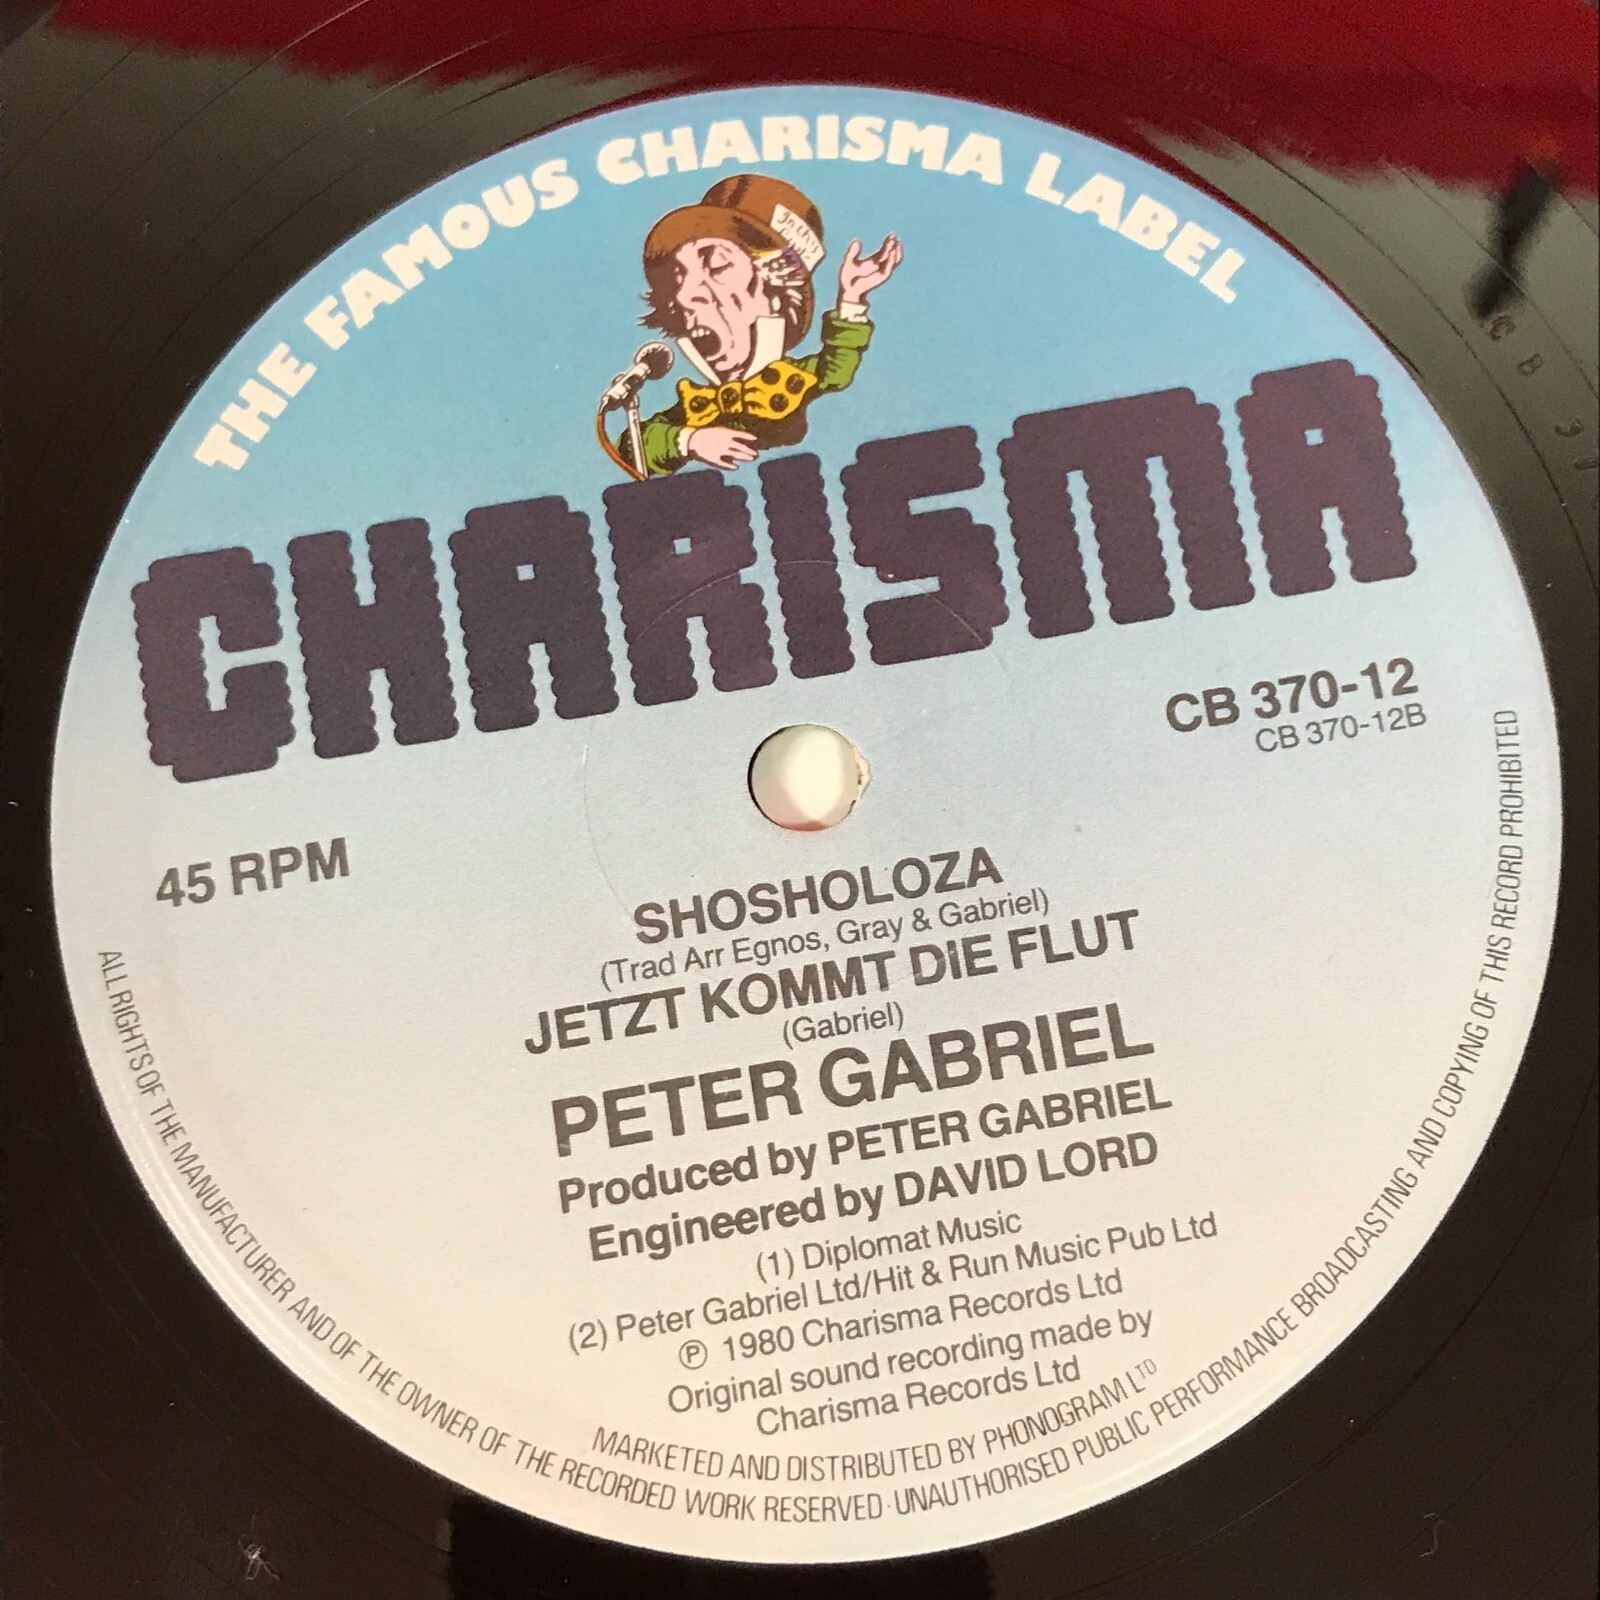 THE FAMOUS CHARISMA LABEL
CHARISMA
CB 370-12
CB 370-12B
45 RPM
SHOSHOLOZA
(Trad Arr Egnos, Gray & Gabriel)
JETZT KOMMT DIE FLUT
(Gabriel)
PETER GABRIEL
Produced by PETER GABRIEL
Engineered by DAVID LORD
(1) Diplomat Music
(2) Peter Gabriel Ltd/Hit & Run Music Pub Ltd
℗ 1980 Charisma Records Ltd
Original sound recording made by
Charisma Records Ltd
MARKETED AND DISTRIBUTED BY PHONOGRAM LTD
ALL RIGHTS OF THE MANUFACTURER AND OF THE OWNER OF THE RECORDED WORK RESERVED · UNAUTHORISED PUBLIC PERFORMANCE BROADCASTING AND COPYING OF THIS RECORD PROHIBITED